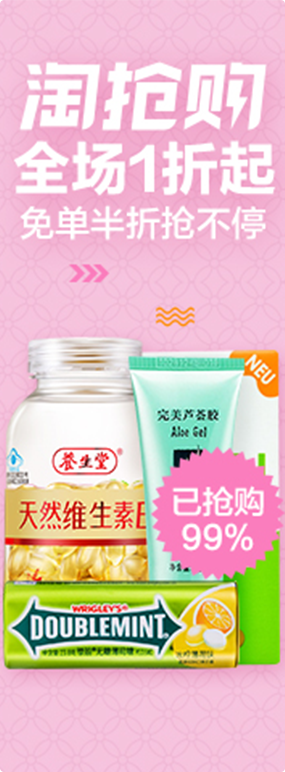 淘抢购
全场1折起
免单半折抢不停
NEU
完美芦荟胶
Aloe Gel
养生堂®
天然维生素E
已抢购
99%
WRIGLEY'S®
DOUBLEMINT